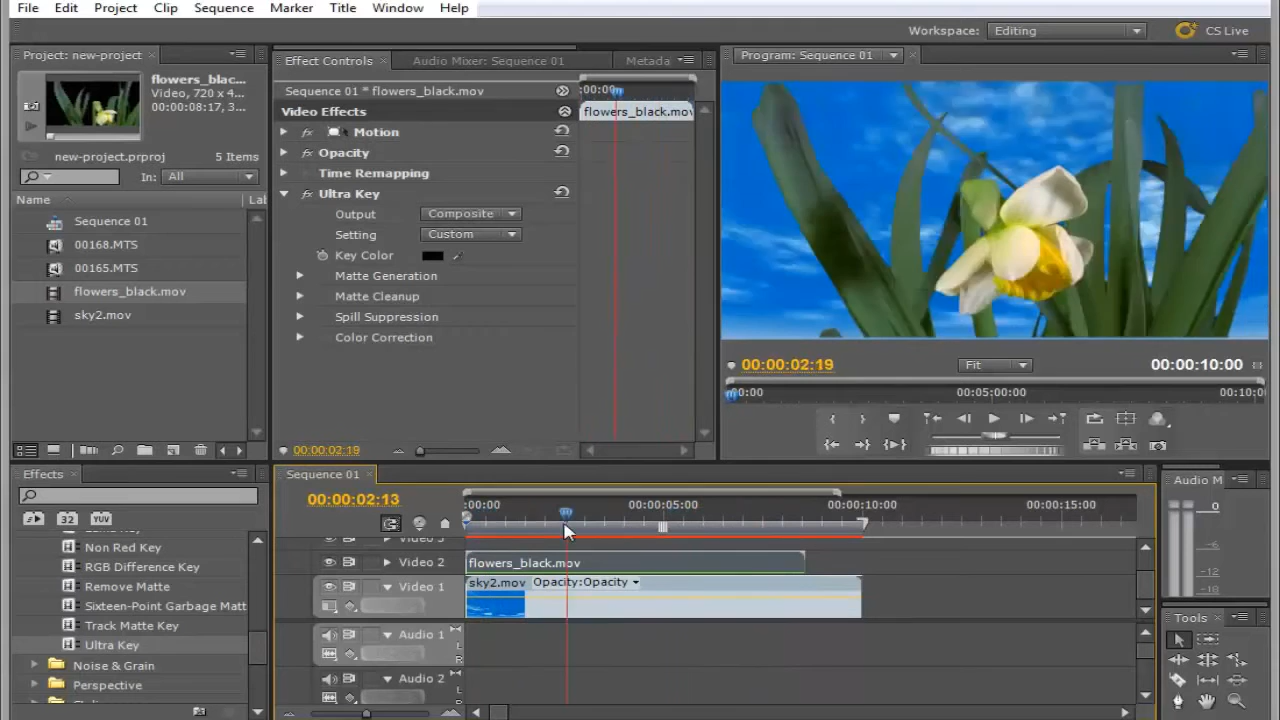 File Edit Project Clip Sequence Marker Title Window Help
Workspace: Editing CS Live
Project: new-project
flowers_blac...
Video, 720 x 4...
00:00:08:17, 3...
new-project.prproj 5 Items
In: All
Name Lal
Sequence 01
00168.MTS
00165.MTS
flowers_black.mov
sky2.mov
Effect Controls Audio Mixer: Sequence 01 Metada
Sequence 01 * flowers_black.mov
:00:00
Video Effects
flowers_black.mov
fx Motion
fx Opacity
Time Remapping
fx Ultra Key
Output Composite
Setting Custom
Key Color
Matte Generation
Matte Cleanup
Spill Suppression
Color Correction
00:00:02:19
Program: Sequence 01
00:00:02:19 Fit 00:00:10:00
00:00 00:05:00:00 00:10:0
Effects
32 YUV
Non Red Key
RGB Difference Key
Remove Matte
Sixteen-Point Garbage Matt
Track Matte Key
Ultra Key
Noise & Grain
Perspective
Sequence 01
00:00:02:13
:00:00 00:00:05:00 00:00:10:00 00:00:15:00
Video 3
Video 2
flowers_black.mov
Video 1
sky2.mov Opacity:Opacity
Audio 1
L
R
Audio 2
L
R
Audio M
0
-6
-12
-18
Tools